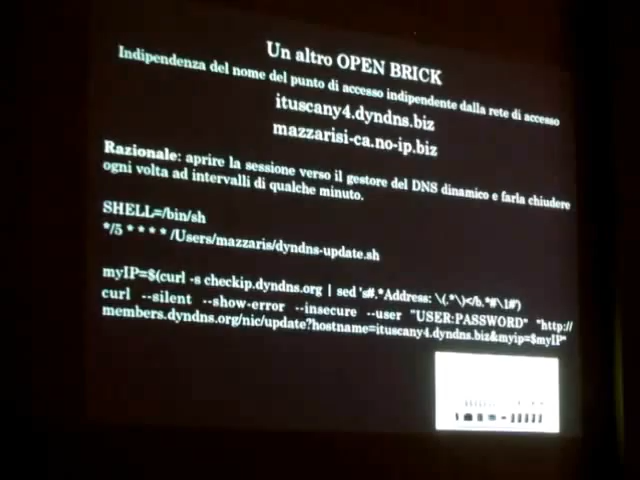 Un altro OPEN BRICK
Indipendenza del nome del punto di accesso indipendente dalla rete di accesso
ituscany4.dyndns.biz
mazzarisi-ca.no-ip.biz
Razionale: aprire la sessione verso il gestore del DNS dinamico e farla chiudere
ogni volta ad intervalli di qualche minuto.
SHELL=/bin/sh
*/5 * * * * /Users/mazzaris/dyndns-update.sh
myIP=$(curl -s checkip.dyndns.org | sed 's#.*Address: \(.*\)</b.*#\1#')
curl --silent --show-error --insecure --user "USER:PASSWORD" "http://
members.dyndns.org/nic/update?hostname=ituscany4.dyndns.biz&myip=$myIP"